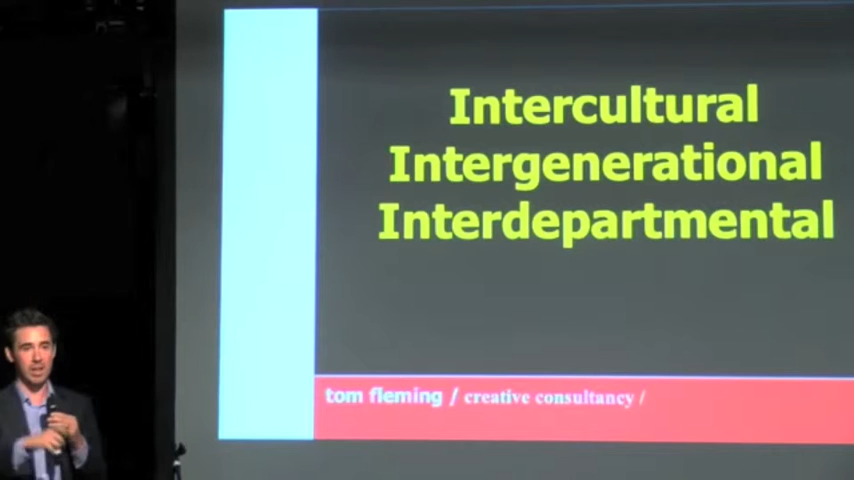 Intercultural
Intergenerational
Interdepartmental
tom fleming / creative consultancy /